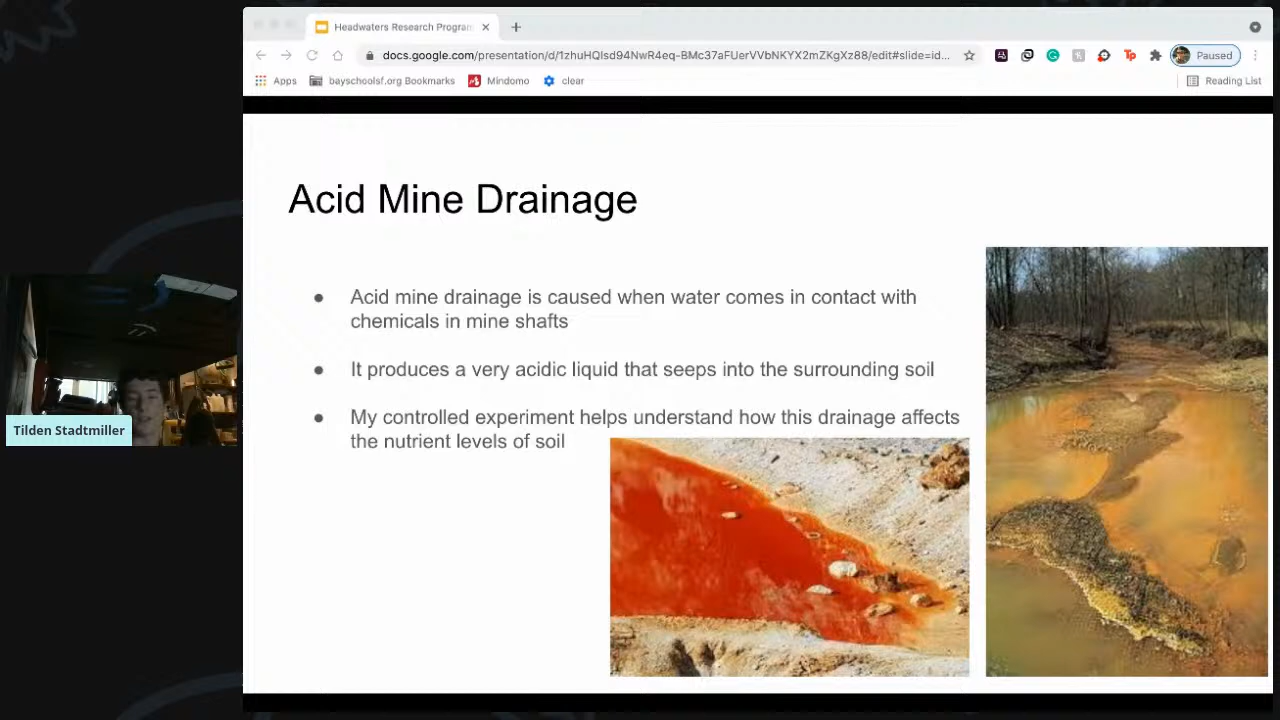 Headwaters Research Program
docs.google.com/presentation/d/1zhuHQIsd94NwR4eq-BMc37aFUerVVbNKYX2mZKgXz88/edit#slide=id...
Paused
Apps
bayschoolsf.org Bookmarks
Mindomo
clear
Reading List
Acid Mine Drainage
● Acid mine drainage is caused when water comes in contact with
chemicals in mine shafts
● It produces a very acidic liquid that seeps into the surrounding soil
● My controlled experiment helps understand how this drainage affects
the nutrient levels of soil
Tilden Stadtmiller